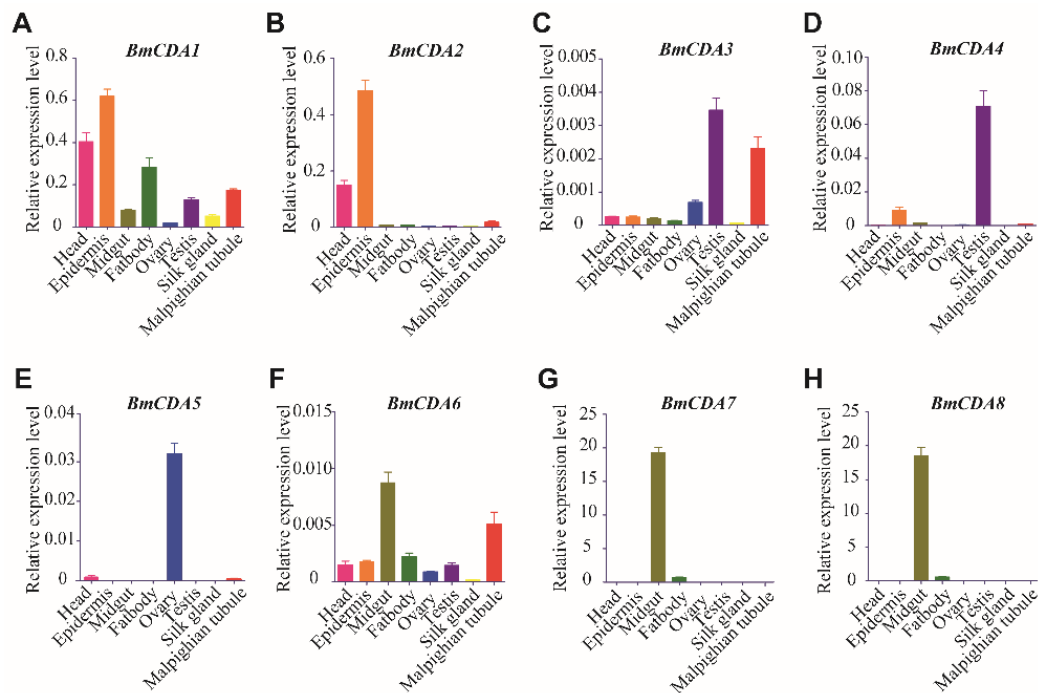 A
BmCDA1
Relative expression level
0.8
0.6
0.4
0.2
0
Head
Epidermis
Midgut
Fatbody
Ovary
Testis
Silk gland
Malpighian tubule
B
BmCDA2
Relative expression level
0.6
0.4
0.2
0
Head
Epidermis
Midgut
Fatbody
Ovary
Testis
Silk gland
Malpighian tubule
C
BmCDA3
Relative expression level
0.005
0.004
0.003
0.002
0.001
0
Head
Epidermis
Midgut
Fatbody
Ovary
Testis
Silk gland
Malpighian tubule
D
BmCDA4
Relative expression level
0.10
0.08
0.06
0.04
0.02
0
Head
Epidermis
Midgut
Fatbody
Ovary
Testis
Silk gland
Malpighian tubule
E
BmCDA5
Relative expression level
0.04
0.03
0.02
0.01
0
Head
Epidermis
Midgut
Fatbody
Ovary
Testis
Silk gland
Malpighian tubule
F
BmCDA6
Relative expression level
0.015
0.010
0.005
0
Head
Epidermis
Midgut
Fatbody
Ovary
Testis
Silk gland
Malpighian tubule
G
BmCDA7
Relative expression level
25
20
15
10
5
0
Head
Epidermis
Midgut
Fatbody
Ovary
Testis
Silk gland
Malpighian tubule
H
BmCDA8
Relative expression level
25
20
15
10
5
0
Head
Epidermis
Midgut
Fatbody
Ovary
Testis
Silk gland
Malpighian tubule